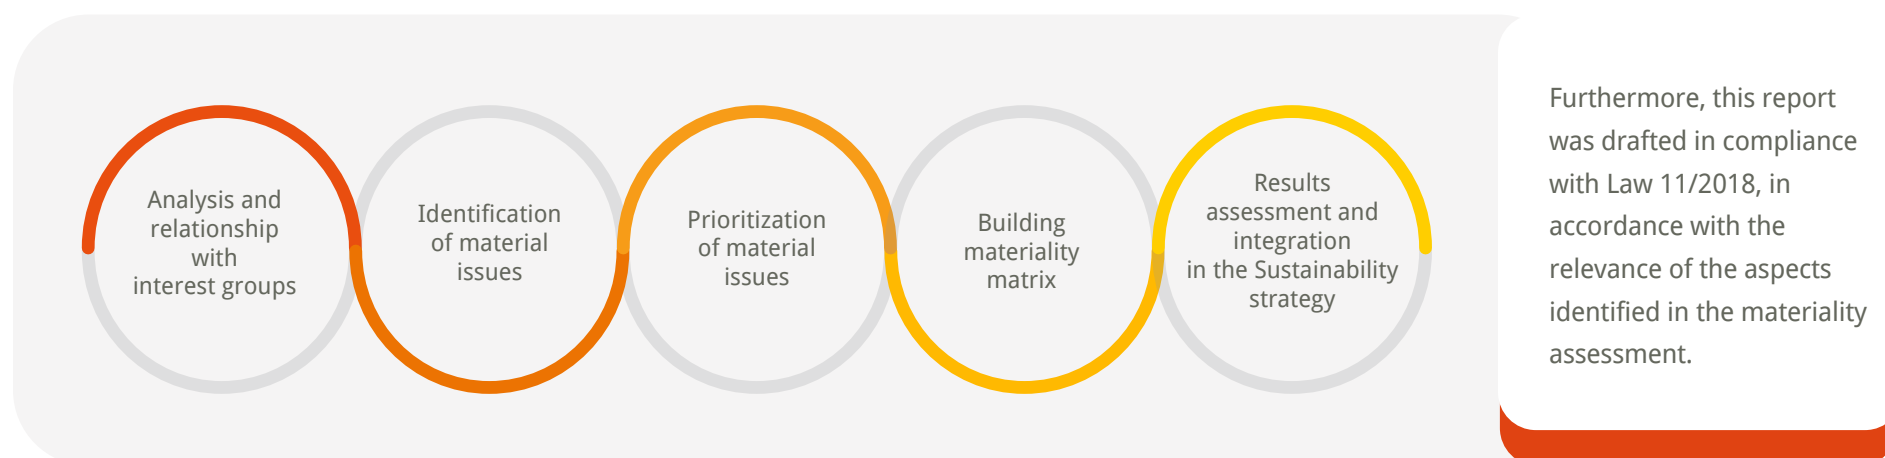 Analysis and
relationship
with
interest groups
Identification
of material
issues
Prioritization
of material
issues
Building
materiality
matrix
Results
assessment and
integration
in the Sustainability
strategy
Furthermore, this report
was drafted in compliance
with Law 11/2018, in
accordance with the
relevance of the aspects
identified in the materiality
assessment.